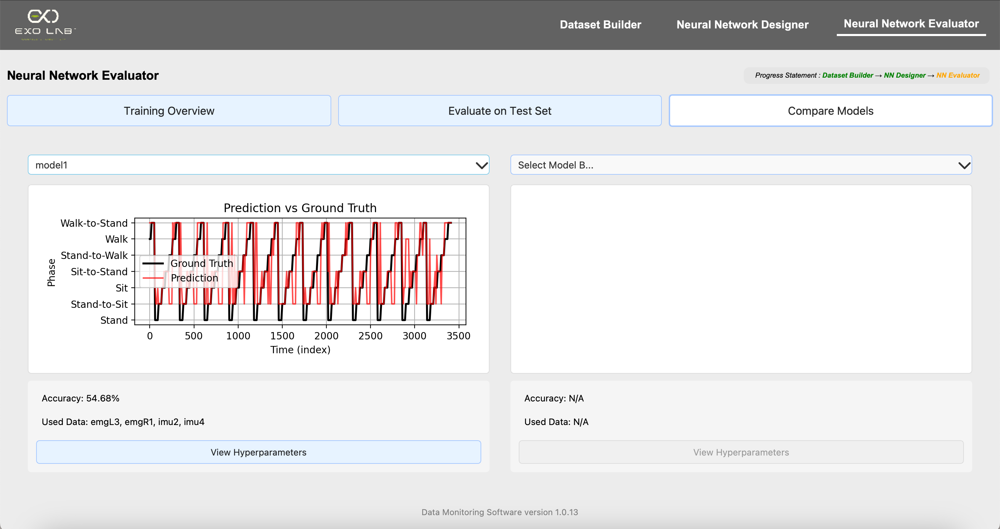 EXO LAB
Dataset Builder
Neural Network Designer
Neural Network Evaluator
Neural Network Evaluator
Progress Statement : Dataset Builder → NN Designer → NN Evaluator
Training Overview
Evaluate on Test Set
Compare Models
model1
Select Model B...
Prediction vs Ground Truth
Walk-to-Stand
Walk
Stand-to-Walk
Sit-to-Stand
Sit
Stand-to-Sit
Stand
Phase
Ground Truth
Prediction
0 500 1000 1500 2000 2500 3000 3500
Time (index)
Accuracy: 54.68%
Used Data: emgL3, emgR1, imu2, imu4
View Hyperparameters
Accuracy: N/A
Used Data: N/A
View Hyperparameters
Data Monitoring Software version 1.0.13